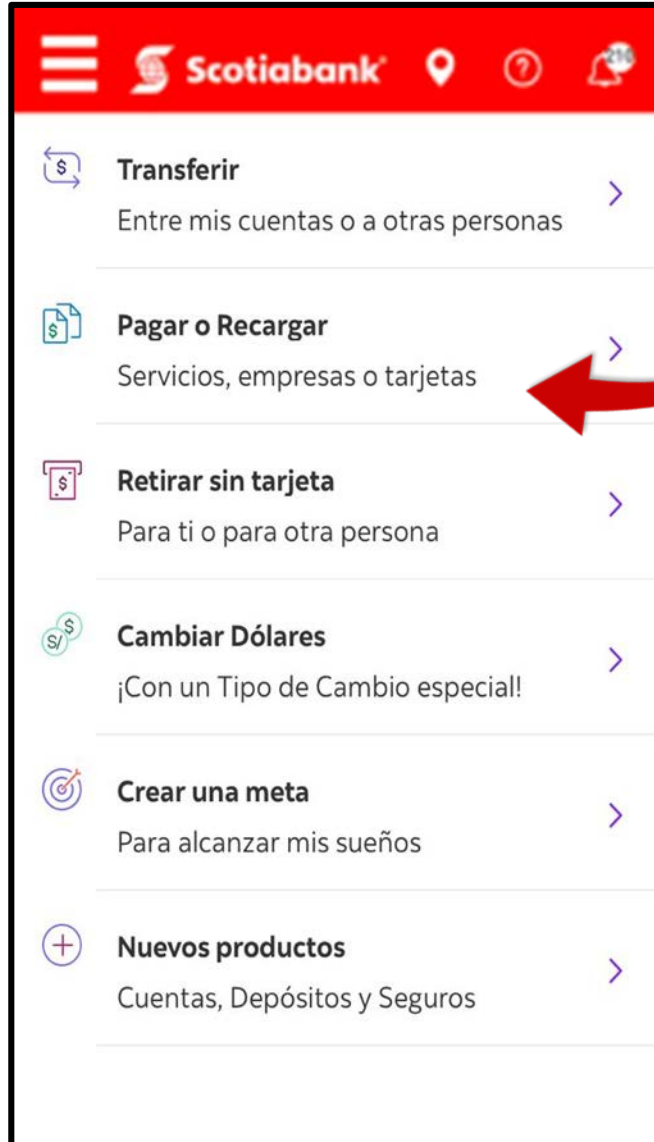 Scotiabank
Transferir
Entre mis cuentas o a otras personas
Pagar o Recargar
Servicios, empresas o tarjetas
Retirar sin tarjeta
Para ti o para otra persona
Cambiar Dólares
¡Con un Tipo de Cambio especial!
Crear una meta
Para alcanzar mis sueños
Nuevos productos
Cuentas, Depósitos y Seguros